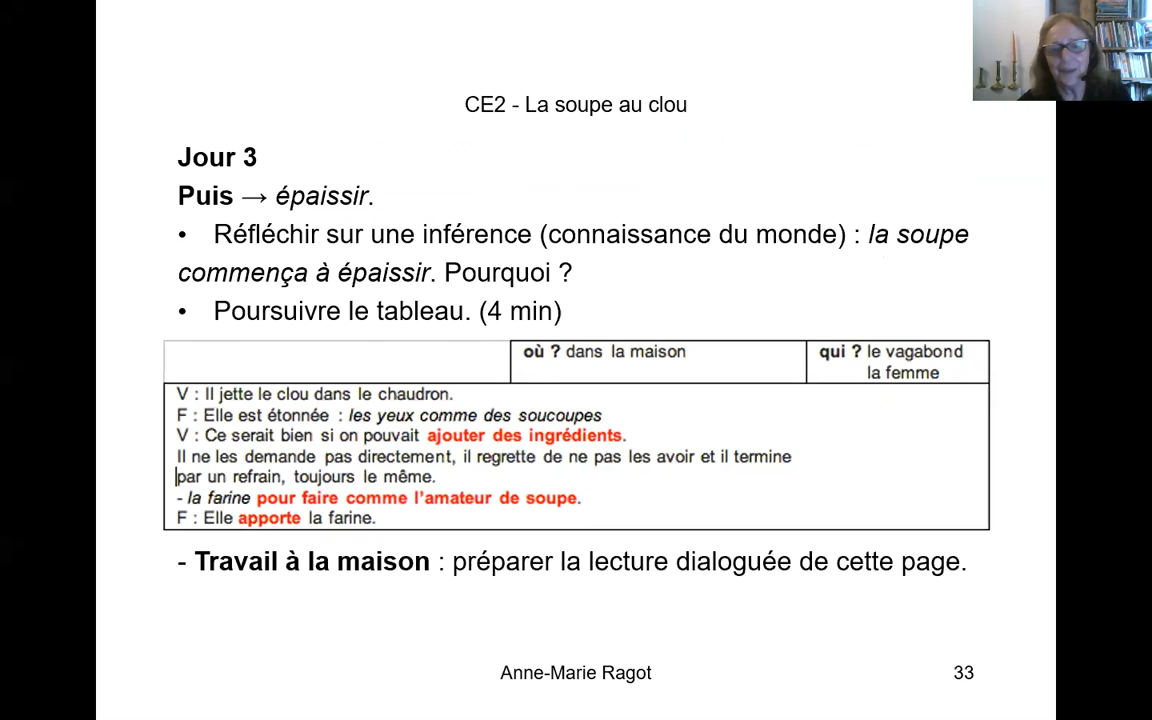 CE2 - La soupe au clou
Jour 3
Puis → épaissir.
• Réfléchir sur une inférence (connaissance du monde) : la soupe
commença à épaissir. Pourquoi ?
• Poursuivre le tableau. (4 min)
où ? dans la maison
qui ? le vagabond
la femme
V : Il jette le clou dans le chaudron.
F : Elle est étonnée : les yeux comme des soucoupes
V : Ce serait bien si on pouvait ajouter des ingrédients.
Il ne les demande pas directement, il regrette de ne pas les avoir et il termine
par un refrain, toujours le même.
- la farine pour faire comme l'amateur de soupe.
F : Elle apporte la farine.
- Travail à la maison : préparer la lecture dialoguée de cette page.
Anne-Marie Ragot
33